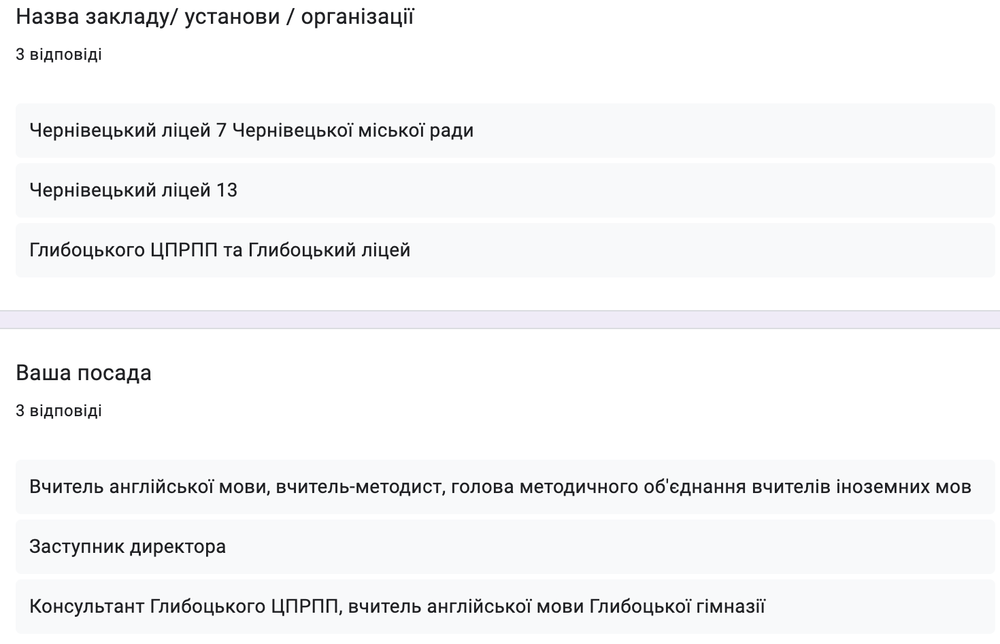 Назва закладу/ установи / організації
3 відповіді
Чернівецький ліцей 7 Чернівецької міської ради
Чернівецький ліцей 13
Глибоцького ЦПРПП та Глибоцький ліцей
Ваша посада
3 відповіді
Вчитель англійської мови, вчитель-методист, голова методичного об'єднання вчителів іноземних мов
Заступник директора
Консультант Глибоцького ЦПРПП, вчитель англійської мови Глибоцької гімназії